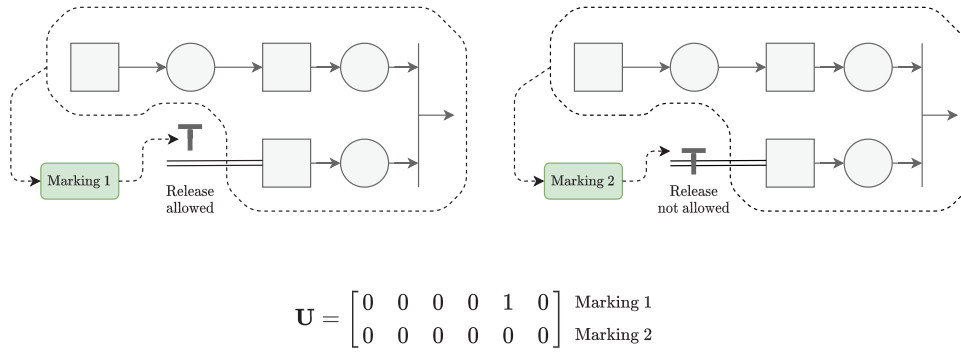 Marking 1
Release
allowed
Marking 2
Release
not allowed
U = [0 0 0 0 1 0] Marking 1
[0 0 0 0 0 0] Marking 2